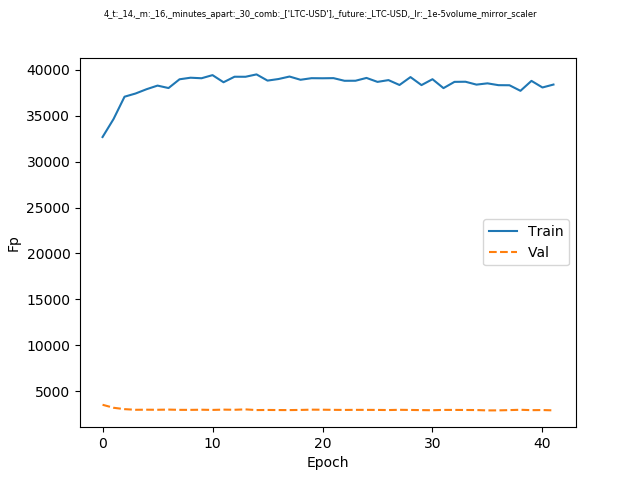 4_t:_14,_m:_16,_minutes_apart:_30_comb:_['LTC-USD'],_future:_LTC-USD,_lr:_1e-5volume_mirror_scaler
40000
35000
30000
25000
20000
15000
10000
5000
Fp
Train
Val
0 10 20 30 40
Epoch